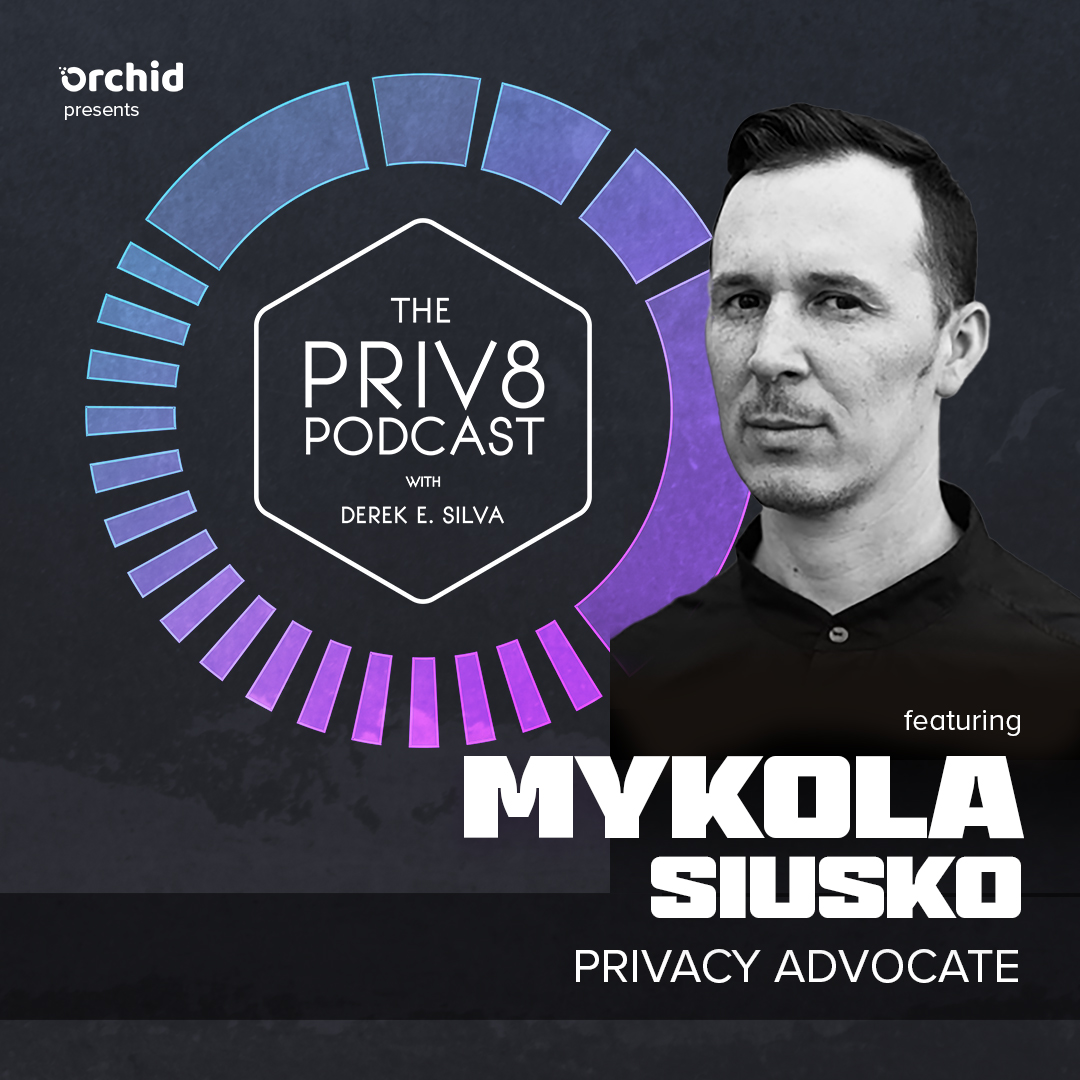 Orchid
presents
THE
PRIV8
PODCAST
WITH
DEREK E. SILVA
featuring
MYKOLA
SIUSKO
PRIVACY ADVOCATE